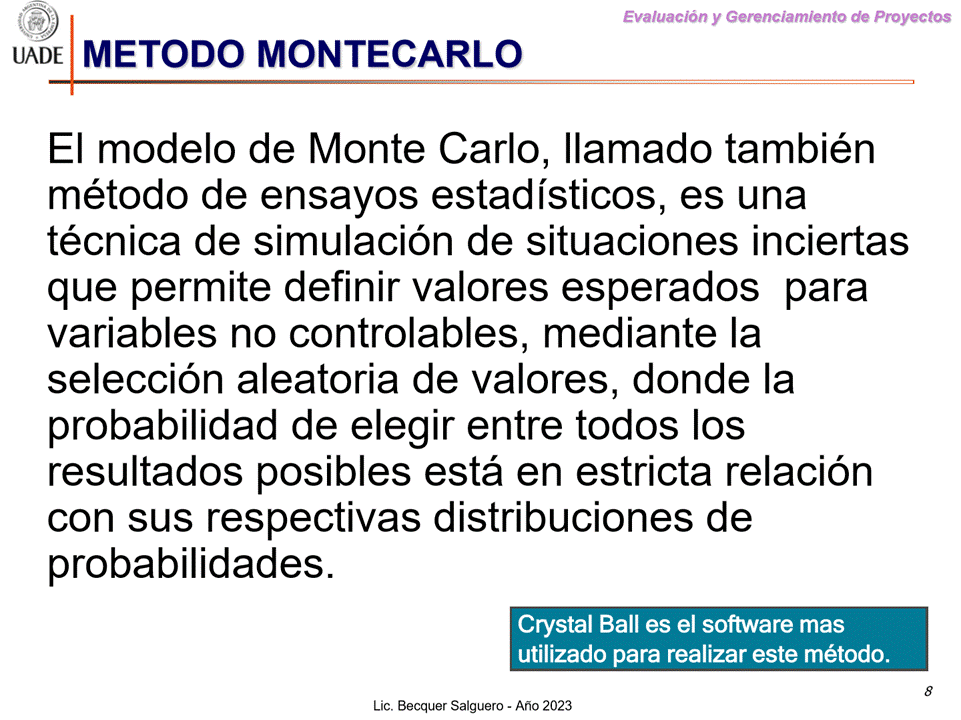 Evaluación y Gerenciamiento de Proyectos
UADE
METODO MONTECARLO
El modelo de Monte Carlo, llamado también
método de ensayos estadísticos, es una
técnica de simulación de situaciones inciertas
que permite definir valores esperados  para
variables no controlables, mediante la
selección aleatoria de valores, donde la
probabilidad de elegir entre todos los
resultados posibles está en estricta relación
con sus respectivas distribuciones de
probabilidades.
Crystal Ball es el software mas
utilizado para realizar este método.
8
Lic. Becquer Salguero - Año 2023